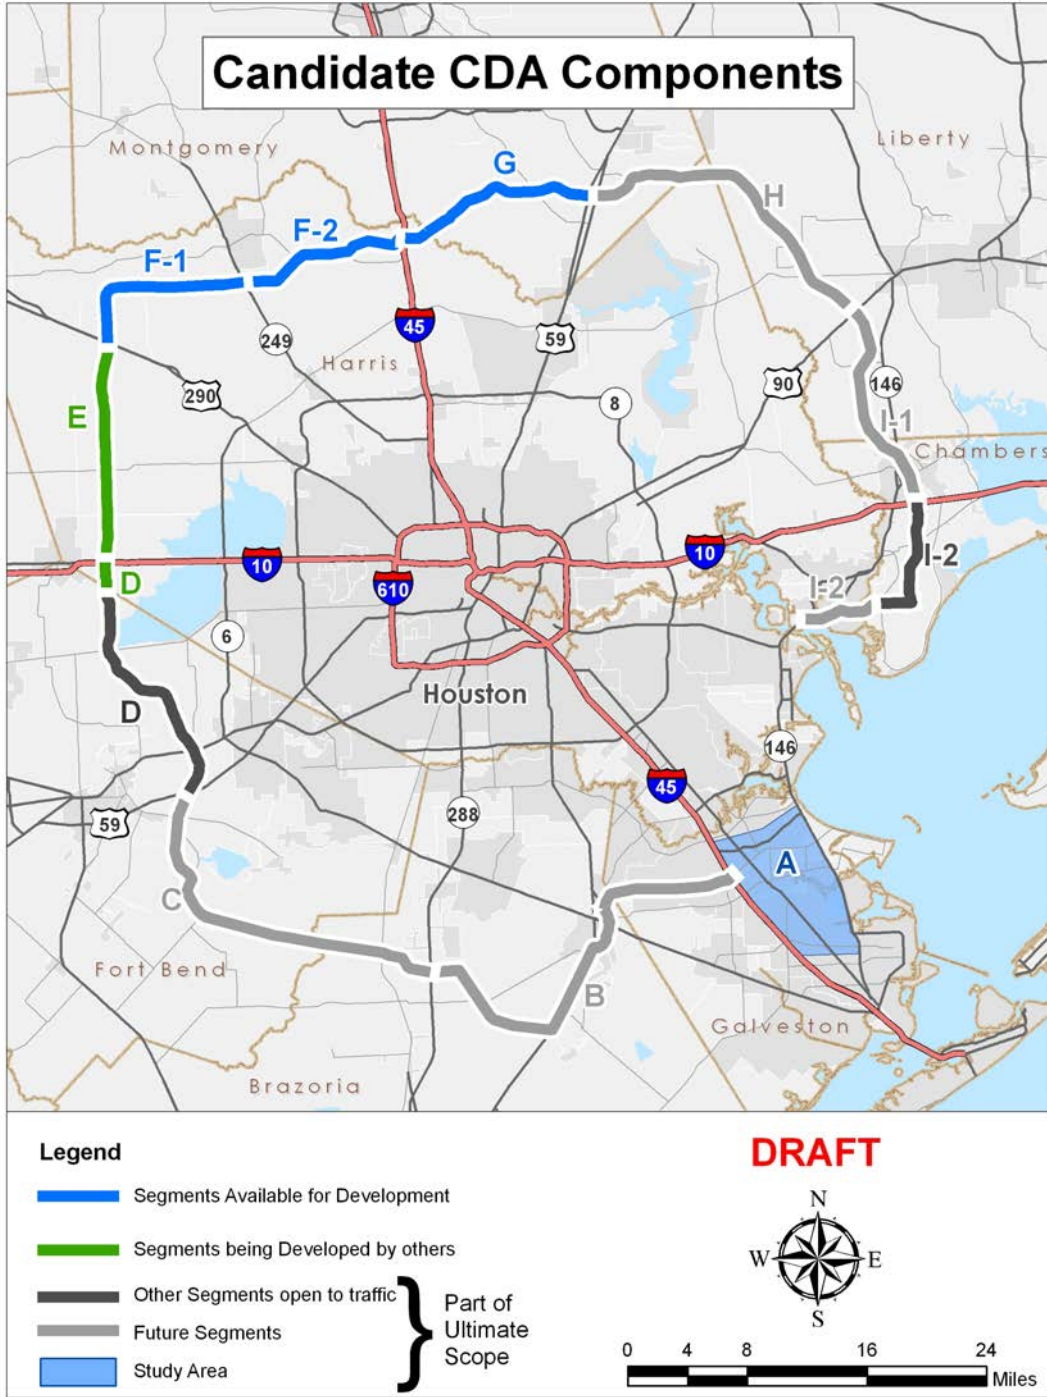 Candidate CDA Components
Montgomery
Liberty
G
H
F-2
F-1
45
249
59
Harris
290
90
146
8
E
I-1
Chambers
10
10
I-2
D
610
I-2
6
D
Houston
146
45
59
288
A
C
Fort Bend
B
Galveston
Brazoria
Legend
DRAFT
Segments Available for Development
N
Segments being Developed by others
W E
Other Segments open to traffic
Part of
Ultimate
Scope
S
Future Segments
Study Area
0 4 8 16 24
Miles